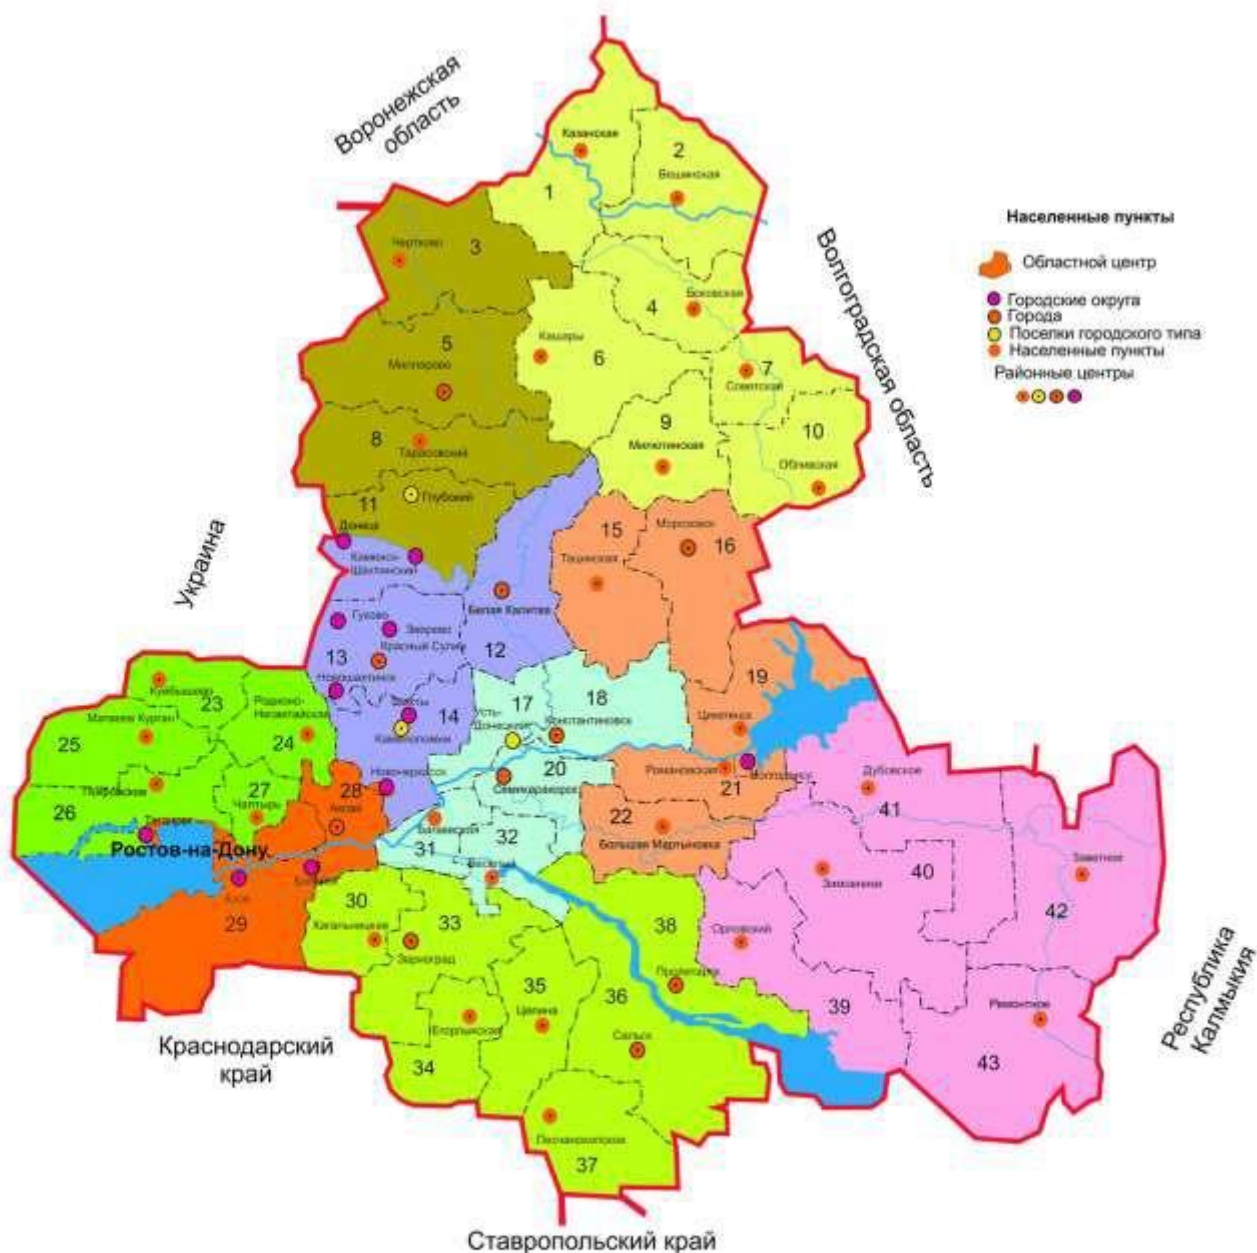 Воронежская
область
Казанская
2
Вешенская
1
Населенные пункты
Чертково
3
Волгоградская область
Областной центр
4
Боковская
Городские округа
Города
Поселки городского типа
Населенные пункты
Районные центры
5
Миллерово
Кашары
6
7
Советская
8
Тарасовский
9
Милютинская
10
Обливская
11
Глубокий
Донецк
Каменск-
Шахтинский
15
Тацинская
Морозовск
16
Украина
Белая Калитва
Гуково
Зверево
Красный Сулин
12
13
Новошахтинск
Куйбышево
23
Матвеев Курган
Родионо-
Несветайская
24
25
Шахты
Каменоломни
14
17
Усть-
Донецкий
18
Константиновск
19
Цимлянск
20
Семикаракорск
Романовская
Волгодонск
21
22
Большая Мартыновка
Дубовское
41
26
Покровское
27
Чалтырь
28
Аксай
Новочеркасск
Таганрог
Ростов-на-Дону
Багаевская
31
32
Веселый
Батайск
Азов
29
30
Кагальницкая
33
Зерноград
38
Пролетарск
Зимовники
40
Заветное
42
Орловский
39
Ремонтное
43
Республика
Калмыкия
35
Целина
36
Сальск
Егорлыкская
34
Краснодарский
край
Песчанокопское
37
Ставропольский край